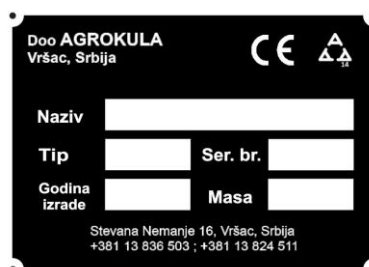 Doo AGROKULA
Vršac, Srbija
CE
AAA
14
Naziv
Tip
Ser. br.
Godina
izrade
Masa
Stevana Nemanje 16, Vršac, Srbija
+381 13 836 503 ; +381 13 824 511